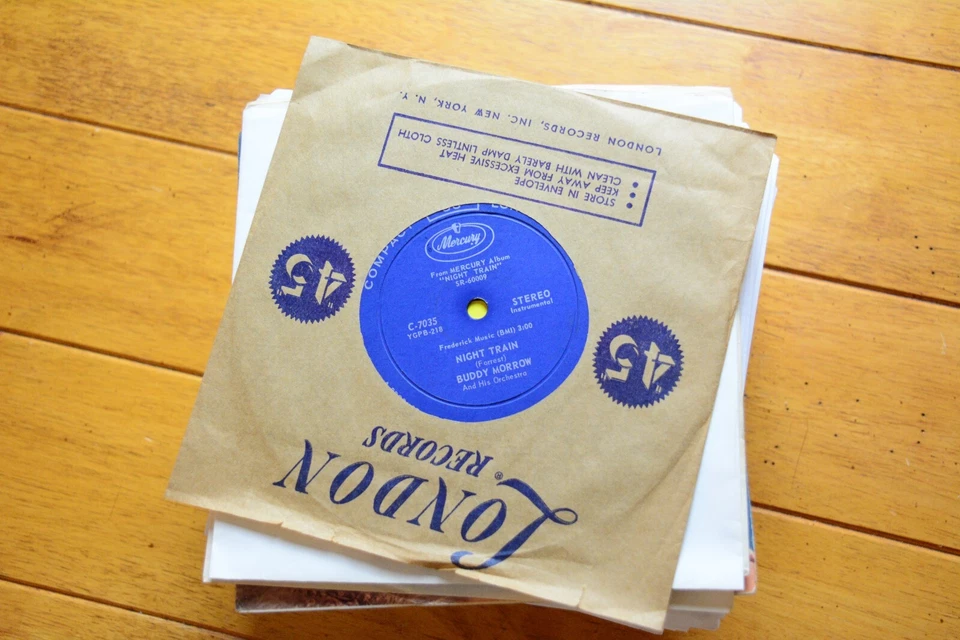 LONDON
RECORDS ®
"45"
"45"
STORE IN ENVELOPE
KEEP AWAY FROM EXCESSIVE HEAT
CLEAN WITH BARELY DAMP LINTLESS CLOTH
LONDON RECORDS, INC. NEW YORK, N. Y.
COMPACT
Mercury
From MERCURY Album
"NIGHT TRAIN"
SR-60009
C-7035
YGPB-218
STEREO
Instrumental
Frederick Music (BMI) 3:00
NIGHT TRAIN
(Forrest)
BUDDY MORROW
And His Orchestra